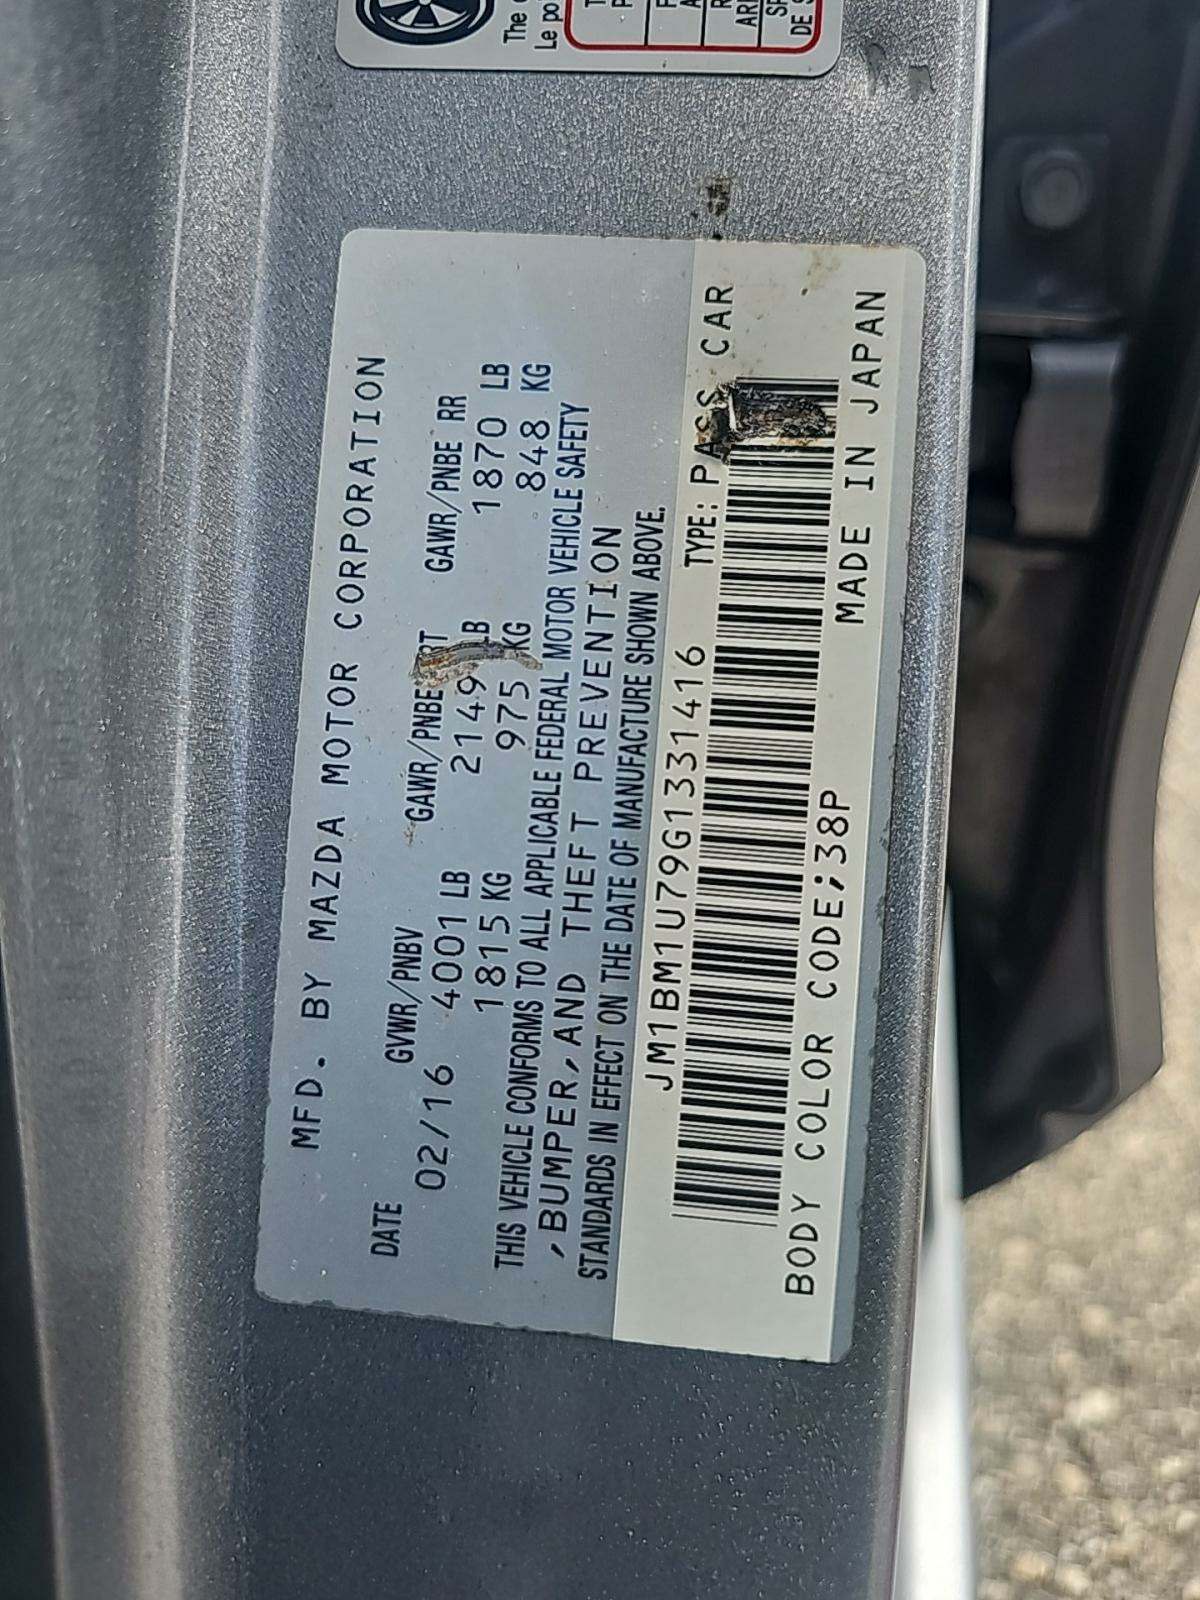 The
Le
DE
MFD. BY MAZDA MOTOR CORPORATION
DATE GVWR/PNBV GAWR/PNBE GAWR/PNBE RR
02/16 4001 LB 2149 LB 1870 LB
1815 KG 975 KG 848 KG
THIS VEHICLE CONFORMS TO ALL APPLICABLE FEDERAL MOTOR VEHICLE SAFETY
,BUMPER,AND THEFT PREVENTION
STANDARDS IN EFFECT ON THE DATE OF MANUFACTURE SHOWN ABOVE.
JM1BM1U79G1331416 TYPE: PASS CAR
BODY COLOR CODE;38P MADE IN JAPAN